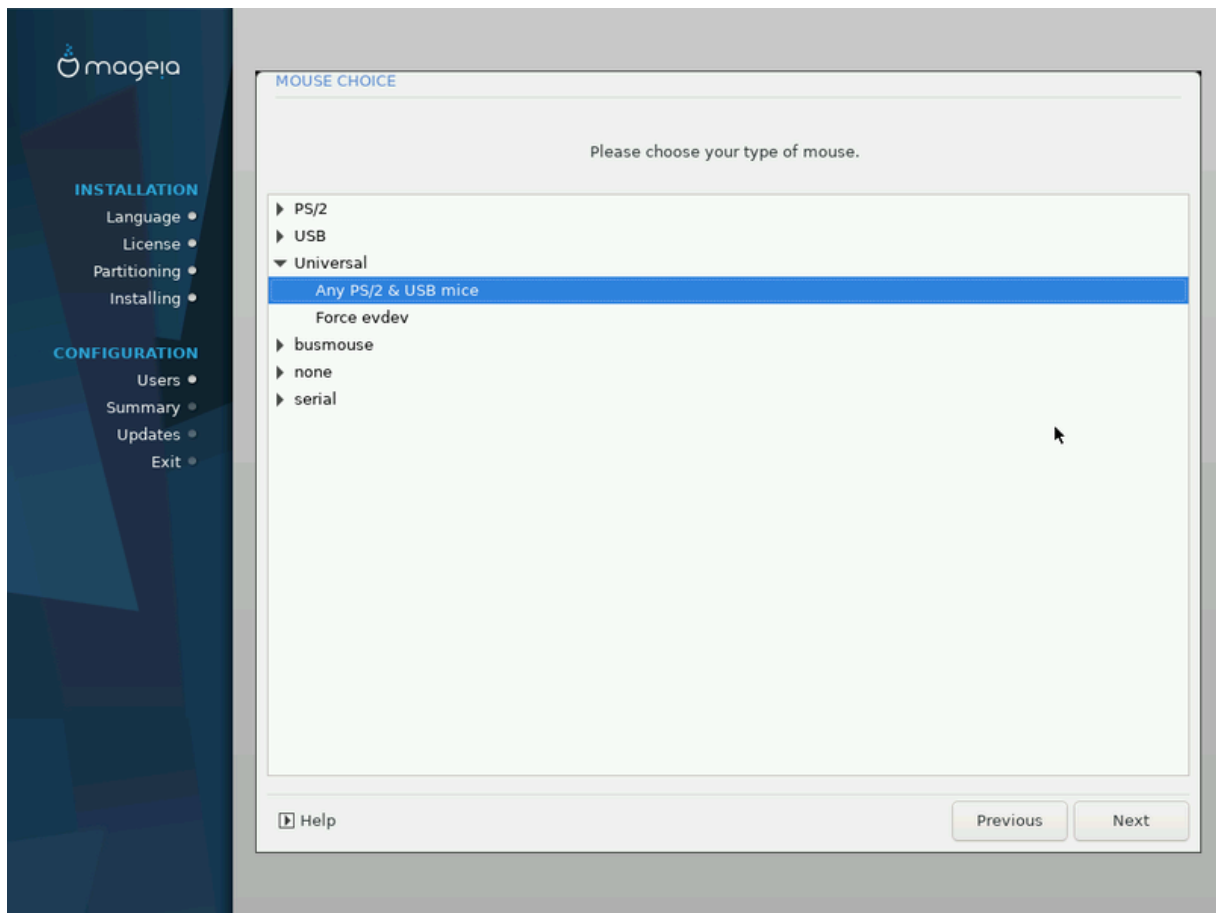 mageia
INSTALLATION
Language
License
Partitioning
Installing
CONFIGURATION
Users
Summary
Updates
Exit
MOUSE CHOICE
Please choose your type of mouse.
PS/2
USB
Universal
Any PS/2 & USB mice
Force evdev
busmouse
none
serial
Help
Previous
Next